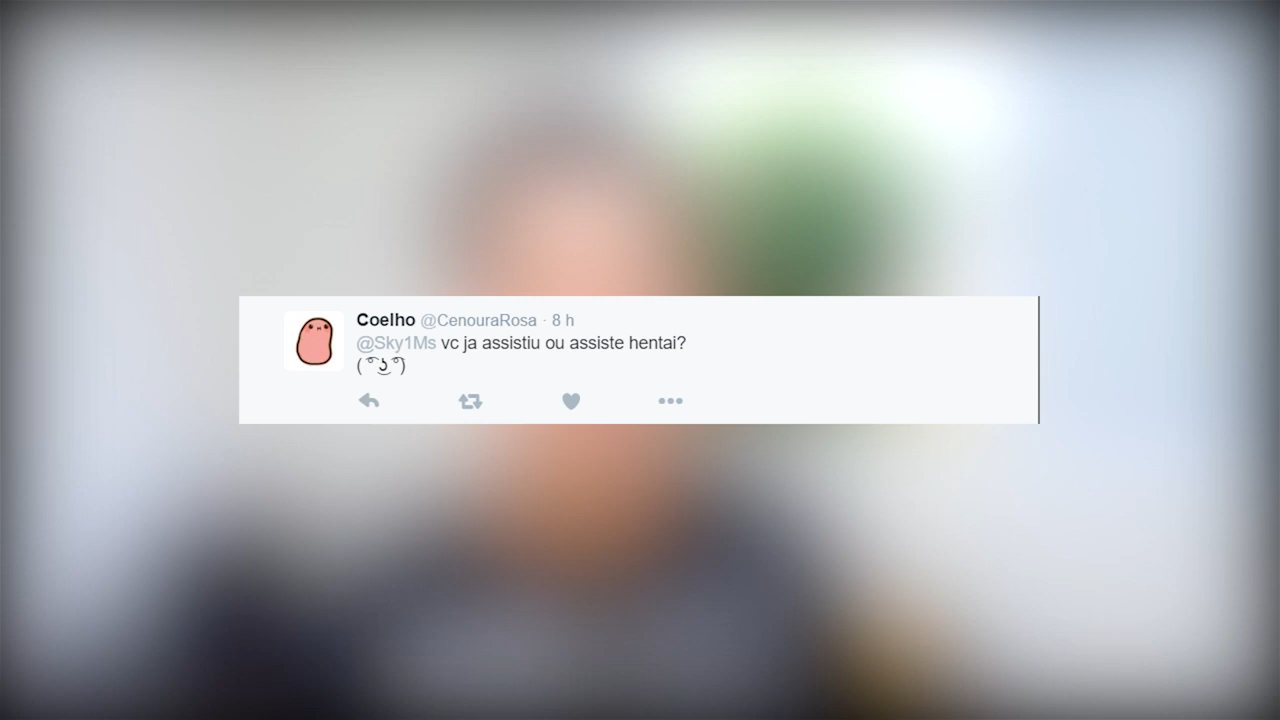 Coelho @CenouraRosa · 8 h
@Sky1Ms vc ja assistiu ou assiste hentai?
( ͡° ͜ʖ ͡°)